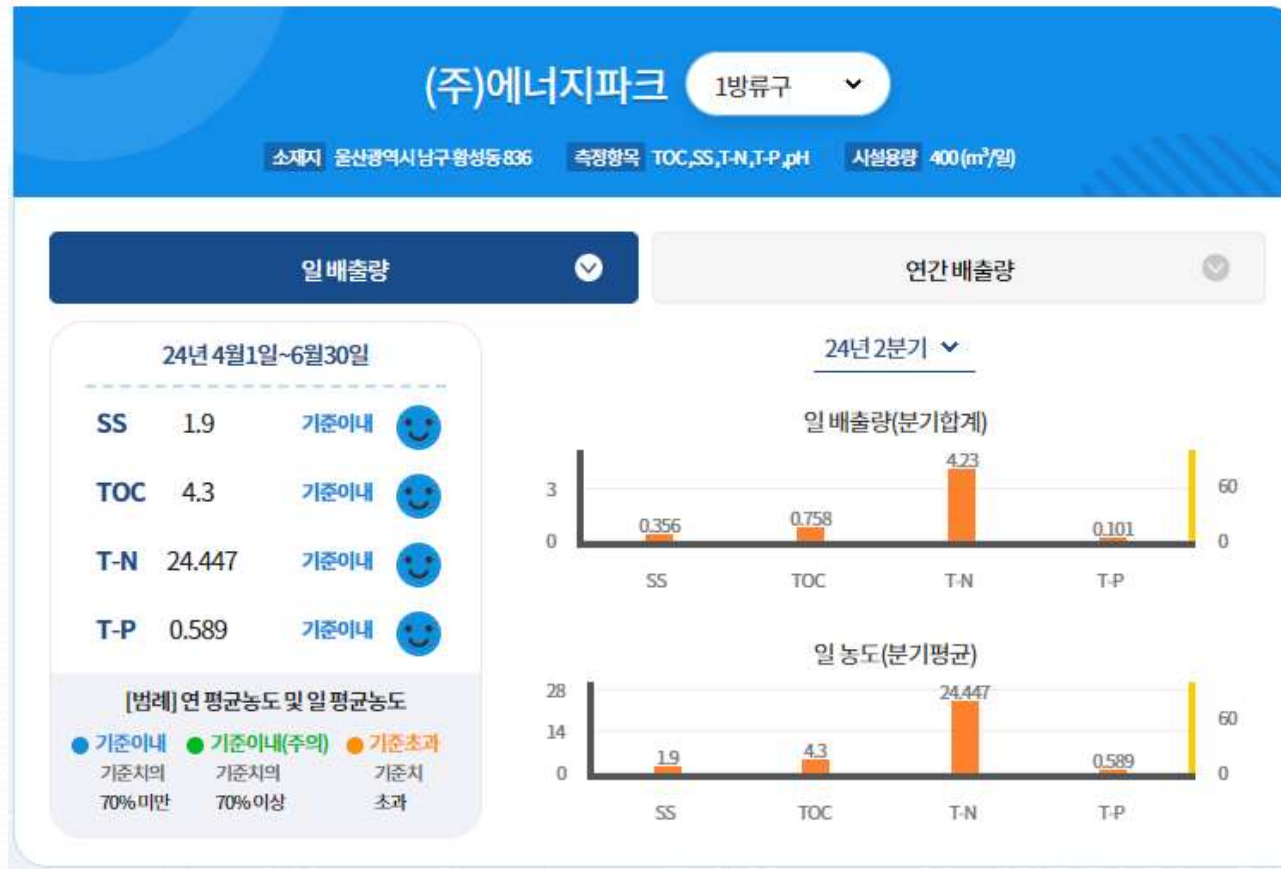 (주)에너지파크 1방류구
소재지 울산광역시 남구 황성동 836 측정항목 TOC,SS,T-N,T-P,pH 시설용량 400 (m³/일)
일 배출량 연간 배출량
24년 4월1일~6월30일
SS 1.9 기준이내
TOC 4.3 기준이내
T-N 24.447 기준이내
T-P 0.589 기준이내
[범례] 연 평균농도 및 일 평균농도
기준이내 기준이내(주의) 기준초과
기준치의 기준치의 기준치
70% 미만 70% 이상 초과
24년 2분기
일 배출량(분기합계)
4.23
3 60
0.356 0.758 0.101
0 0
SS TOC T-N T-P
일 농도(분기평균)
28 24.447
14 60
1.9 4.3 0.589
0 0
SS TOC T-N T-P